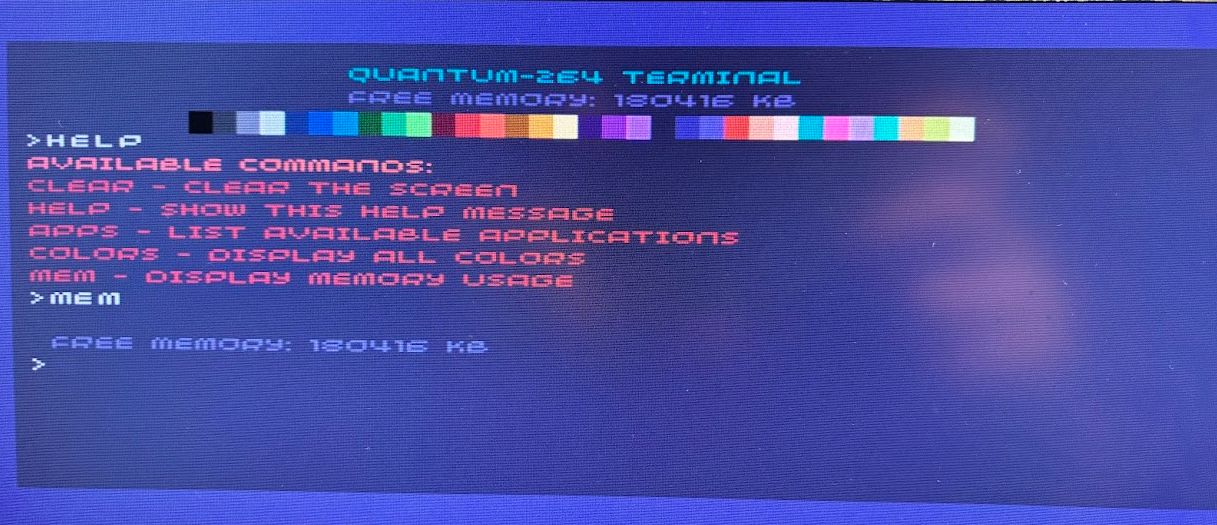 QUANTUM-264 TERMINAL
FREE MEMORY: 180416 KB
>HELP
AVAILABLE COMMANDS:
CLEAR - CLEAR THE SCREEN
HELP - SHOW THIS HELP MESSAGE
APPS - LIST AVAILABLE APPLICATIONS
COLORS - DISPLAY ALL COLORS
MEM - DISPLAY MEMORY USAGE
>MEM
FREE MEMORY: 180416 KB
>